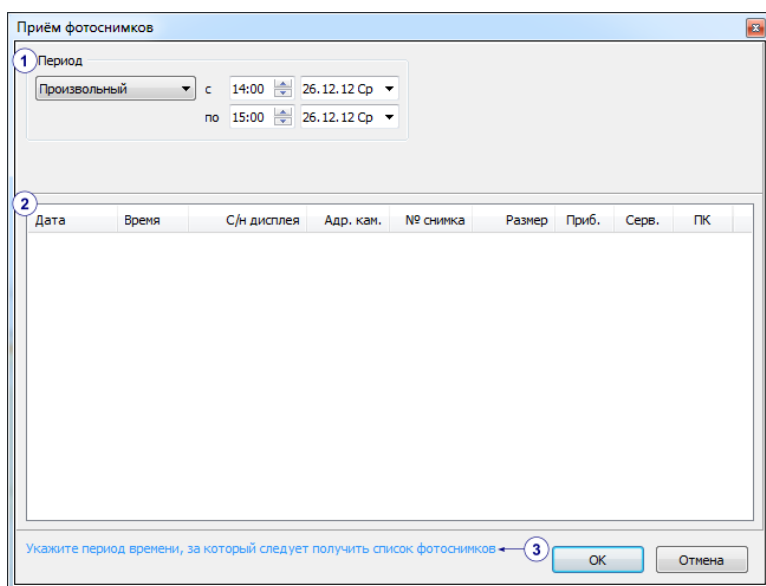 Приём фотоснимков
1 Период
Произвольный с 14:00 26.12.12 Ср
по 15:00 26.12.12 Ср
2
Дата Время С/н дисплея Адр. кам. № снимка Размер Приб. Серв. ПК
Укажите период времени, за который следует получить список фотоснимков 3 OK Отмена